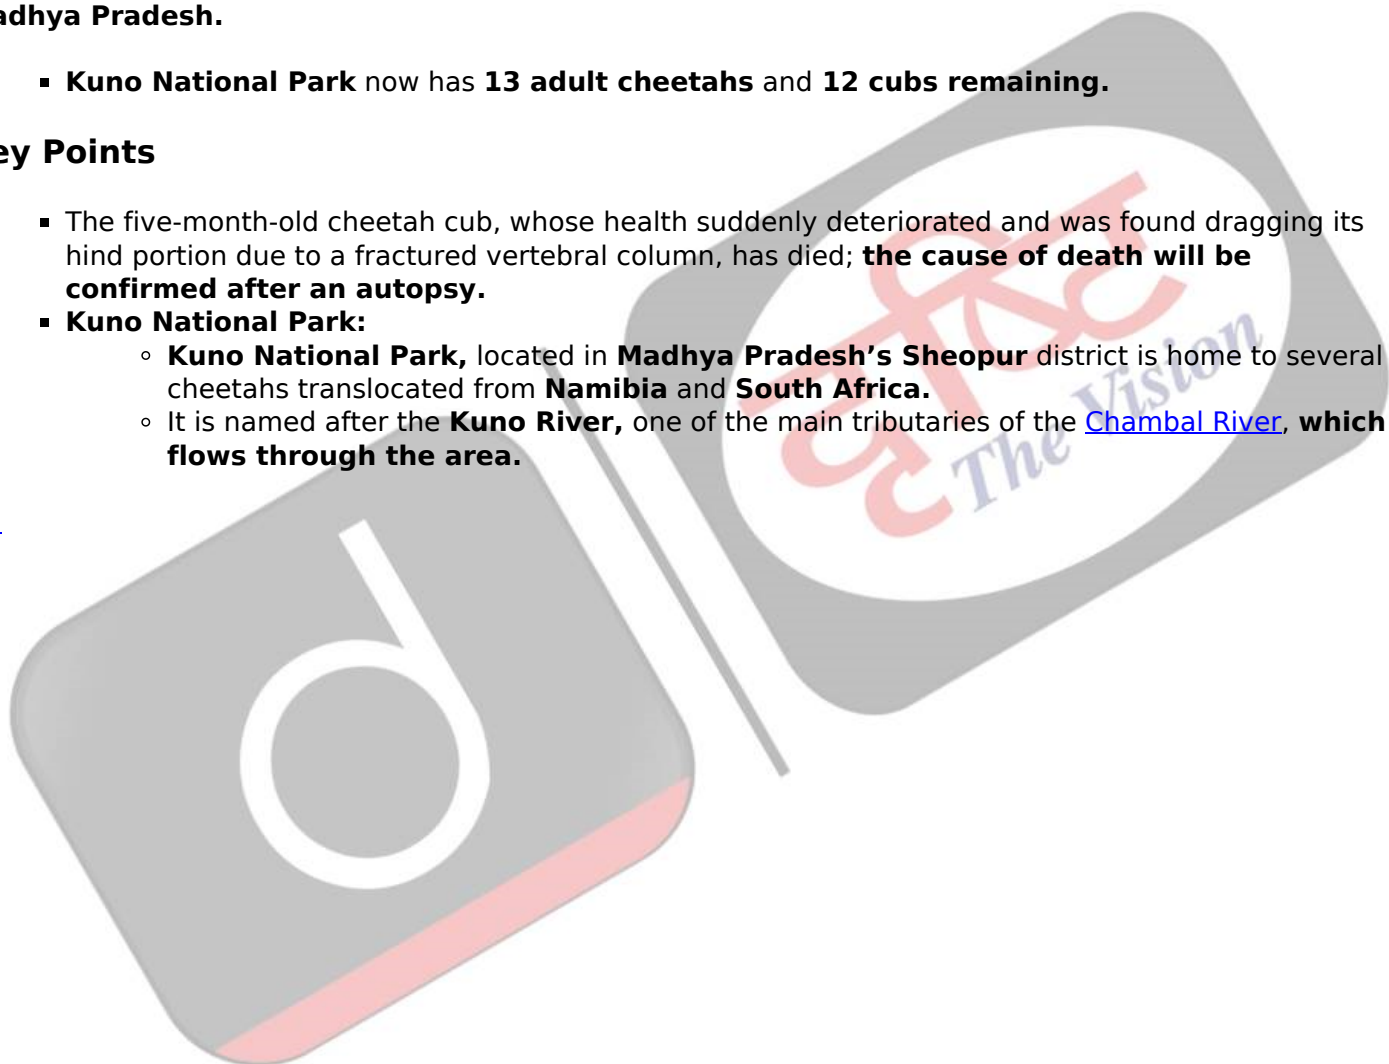 adhya Pradesh.
▪ Kuno National Park now has 13 adult cheetahs and 12 cubs remaining.
ey Points
▪ The five-month-old cheetah cub, whose health suddenly deteriorated and was found dragging its
hind portion due to a fractured vertebral column, has died; the cause of death will be
confirmed after an autopsy.
▪ Kuno National Park:
◦ Kuno National Park, located in Madhya Pradesh’s Sheopur district is home to several
cheetahs translocated from Namibia and South Africa.
◦ It is named after the Kuno River, one of the main tributaries of the Chambal River, which
flows through the area.
दृष्टि
The Vision
d